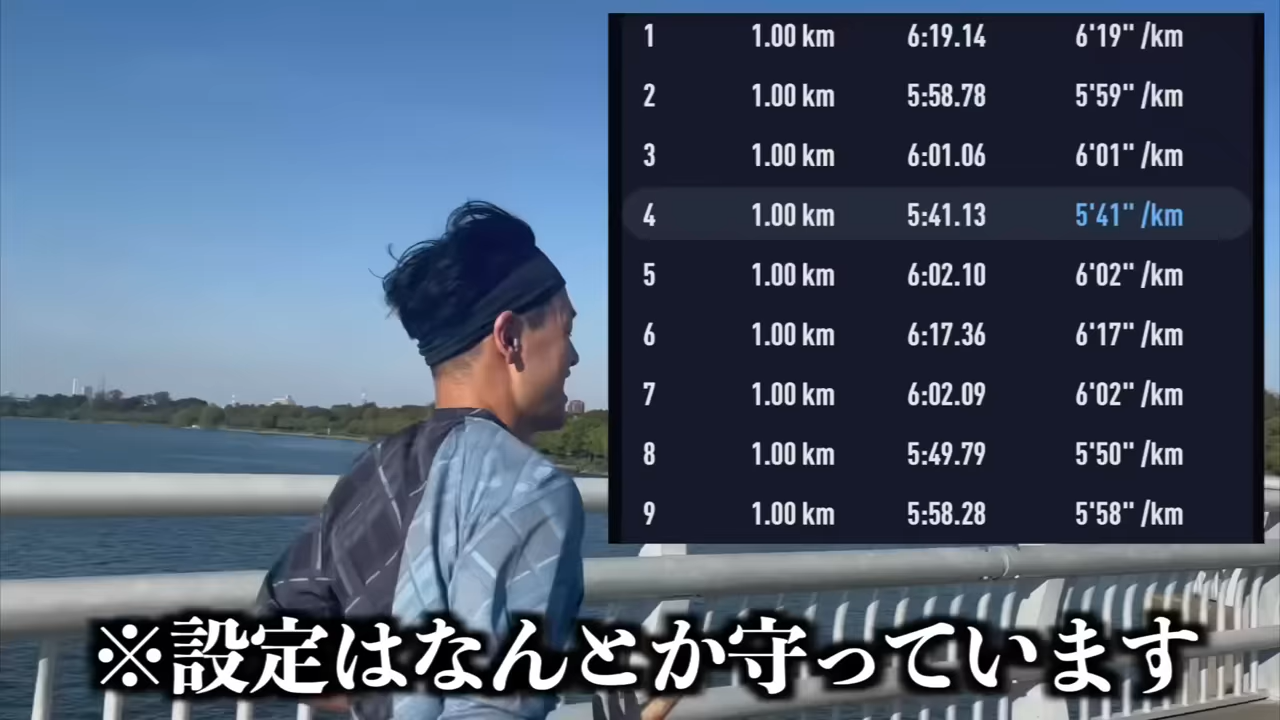 1 1.00 km 6:19.14 6'19" /km
2 1.00 km 5:58.78 5'59" /km
3 1.00 km 6:01.06 6'01" /km
4 1.00 km 5:41.13 5'41" /km
5 1.00 km 6:02.10 6'02" /km
6 1.00 km 6:17.36 6'17" /km
7 1.00 km 6:02.09 6'02" /km
8 1.00 km 5:49.79 5'50" /km
9 1.00 km 5:58.28 5'58" /km
※設定はなんとか守っています